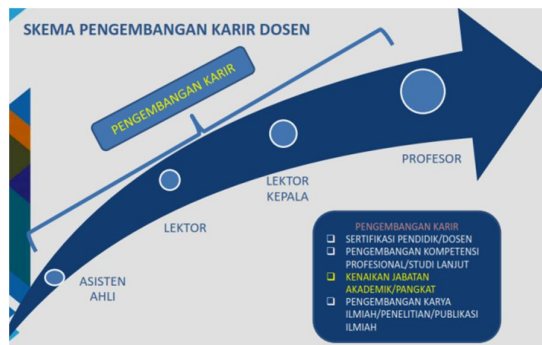 SKEMA PENGEMBANGAN KARIR DOSEN
PENGEMBANGAN KARIR
PROFESOR
LEKTOR
KEPALA
LEKTOR
ASISTEN
AHLI
PENGEMBANGAN KARIR
SERTIFIKASI PENDIDIK/DOSEN
PENGEMBANGAN KOMPETENSI
PROFESIONAL/STUDI LANJUT
KENAIKAN JABATAN
AKADEMIK/PANGKAT
PENGEMBANGAN KARYA
ILMIAH/PENELITIAN/PUBLIKASI
ILMIAH